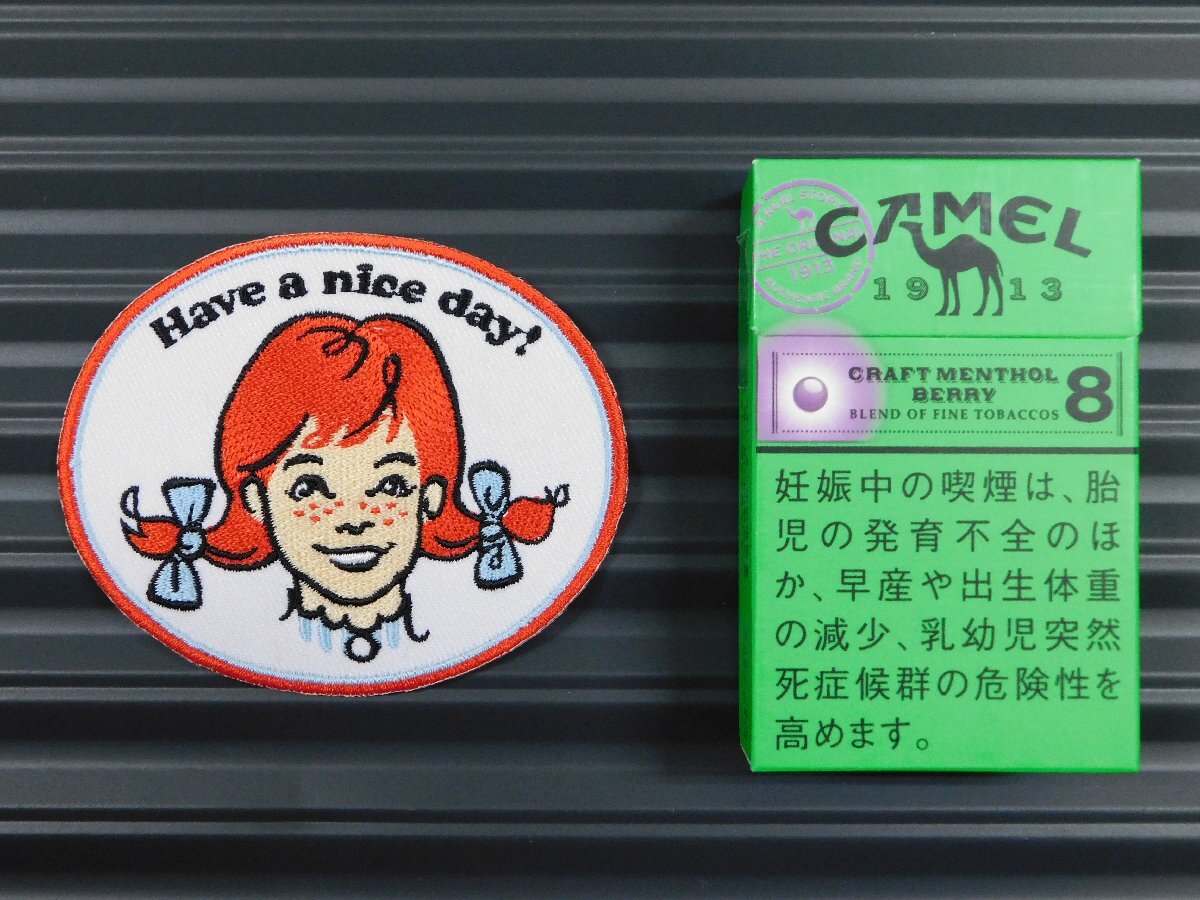 Have a nice day!
CAMEL
1913
THE ORIGINAL
1913
CRAFT MENTHOL
BERRY
BLEND OF FINE TOBACCOS
8
妊娠中の喫煙は、胎
児の発育不全のほ
か、早産や出生体重
の減少、乳幼児突然
死症候群の危険性を
高めます。